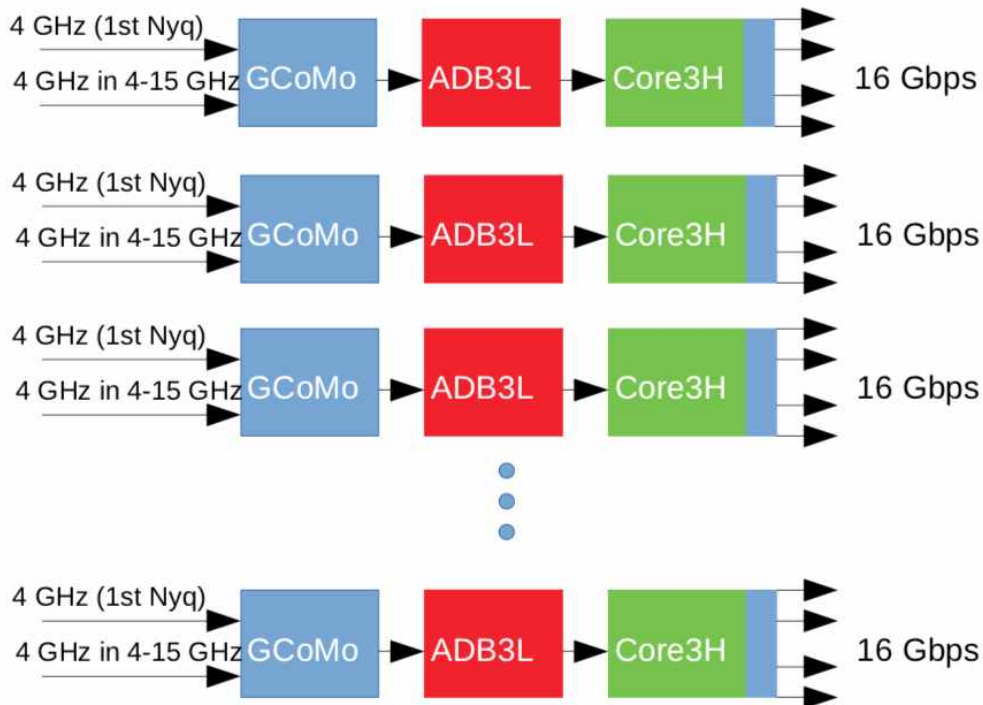 4 GHz (1st Nyq)
4 GHz in 4-15 GHz
GCoMo
ADB3L
Core3H
16 Gbps
4 GHz (1st Nyq)
4 GHz in 4-15 GHz
GCoMo
ADB3L
Core3H
16 Gbps
4 GHz (1st Nyq)
4 GHz in 4-15 GHz
GCoMo
ADB3L
Core3H
16 Gbps
4 GHz (1st Nyq)
4 GHz in 4-15 GHz
GCoMo
ADB3L
Core3H
16 Gbps